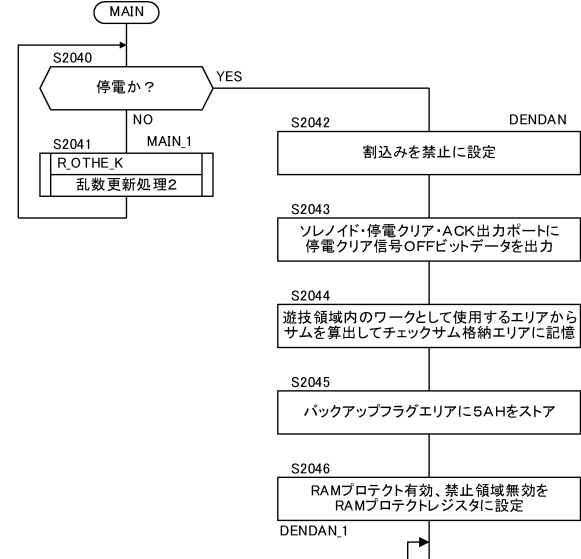 MAIN
S2040
停電か？
YES
NO
S2041
MAIN_1
R_OTHE_K
乱数更新処理２
S2042
DENDAN
割込みを禁止に設定
S2043
ソレノイド・停電クリア・ACK出力ポートに
停電クリア信号ＯＦＦビットデータを出力
S2044
遊技領域内のワークとして使用するエリアから
サムを算出してチェックサム格納エリアに記憶
S2045
バックアップフラグエリアに５ＡＨをストア
S2046
RAMプロテクト有効、禁止領域無効を
RAMプロテクトレジスタに設定
DENDAN_1